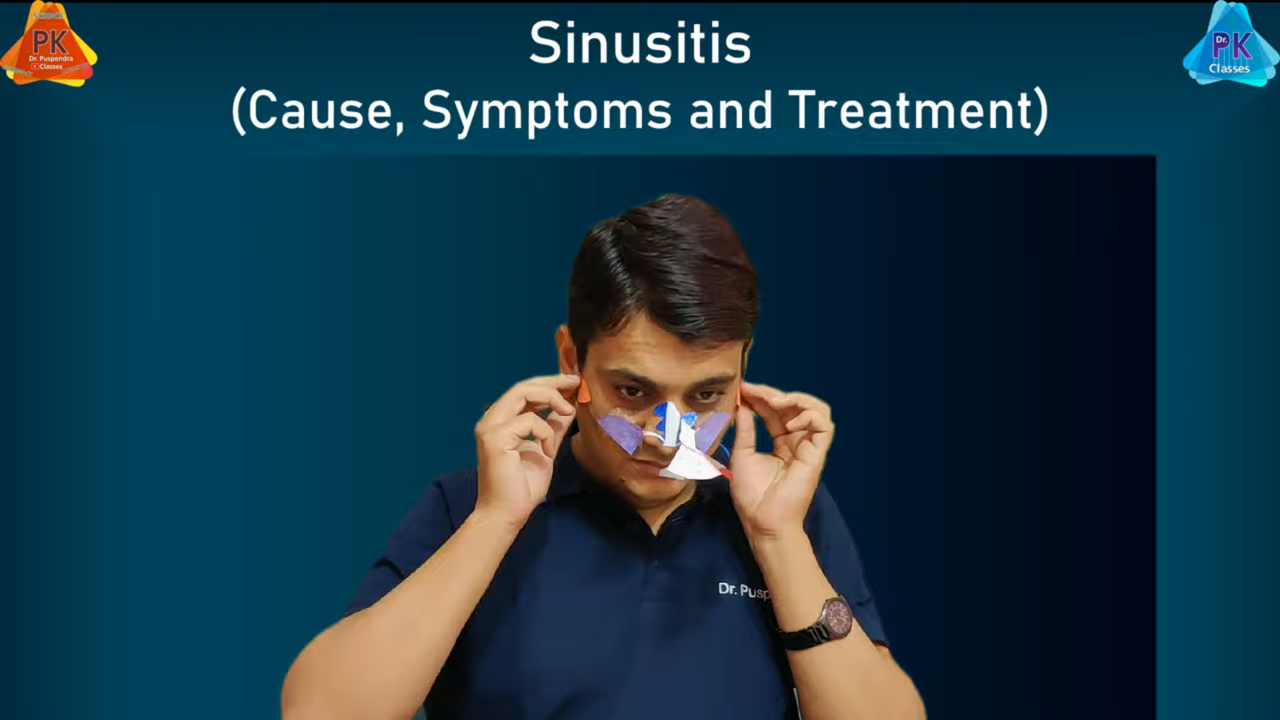 Sinusitis
(Cause, Symptoms and Treatment)
PK
Dr. Puspendra
Classes
Dr.
PK
Classes
Dr. Pusp